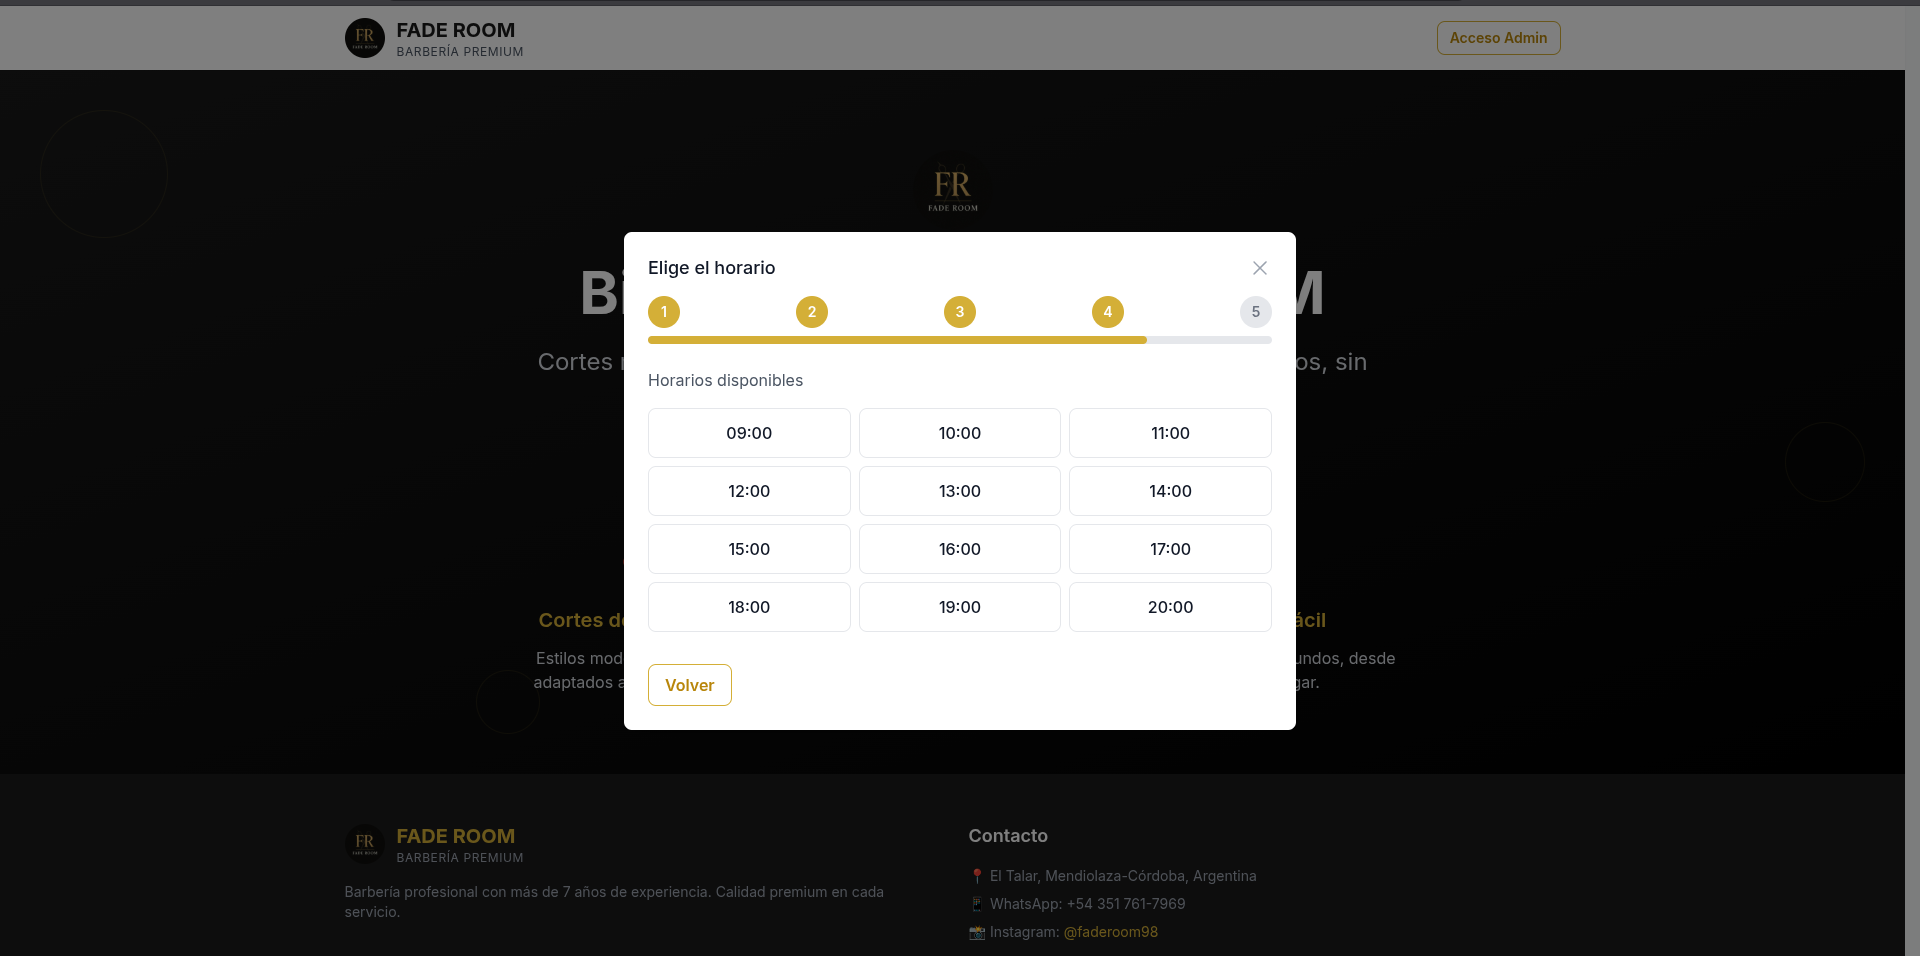 FR
FADE ROOM
FADE ROOM
BARBERÍA PREMIUM
Acceso Admin
FR
FADE ROOM
Elige el horario
1 2 3 4 5
Cortes
os, sin
Horarios disponibles
09:00 10:00 11:00
12:00 13:00 14:00
15:00 16:00 17:00
18:00 19:00 20:00
Cortes
Estilos
undos, desde
adaptados
gar.
Volver
FR
FADE ROOM
FADE ROOM
BARBERÍA PREMIUM
Barbería profesional con más de 7 años de experiencia. Calidad premium en cada
servicio.
Contacto
El Talar, Mendiolaza-Córdoba, Argentina
WhatsApp: +54 351 761-7969
Instagram: @faderoom98